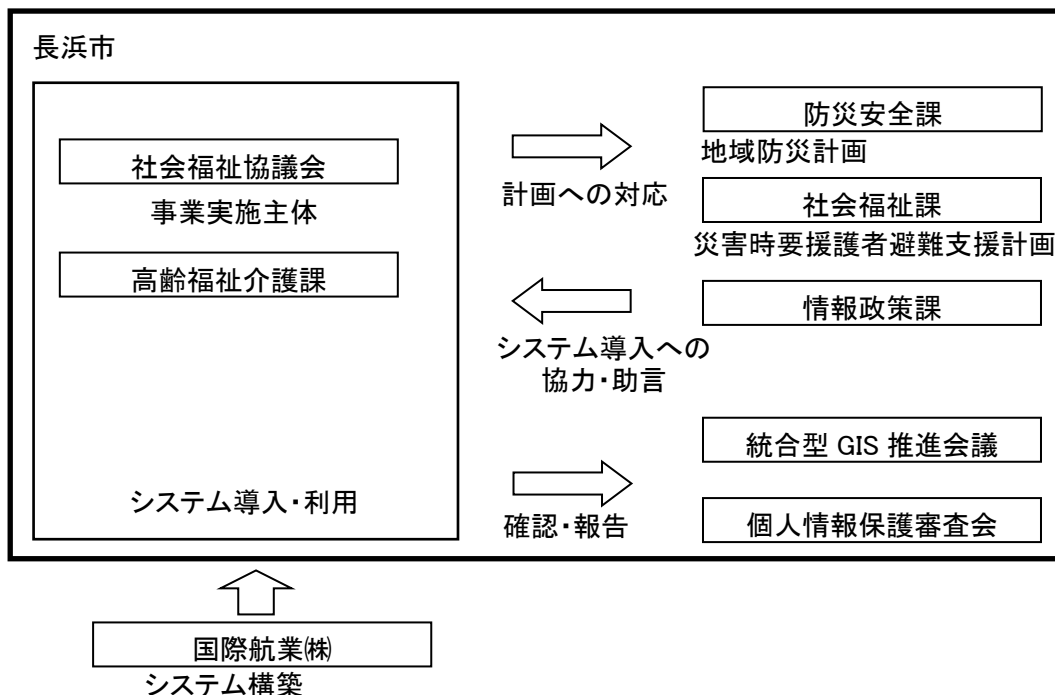 長浜市
社会福祉協議会
事業実施主体
高齢福祉介護課
システム導入・利用
計画への対応
システム導入への
協力・助言
確認・報告
防災安全課
地域防災計画
社会福祉課
災害時要援護者避難支援計画
情報政策課
統合型 GIS 推進会議
個人情報保護審査会
国際航業㈱
システム構築